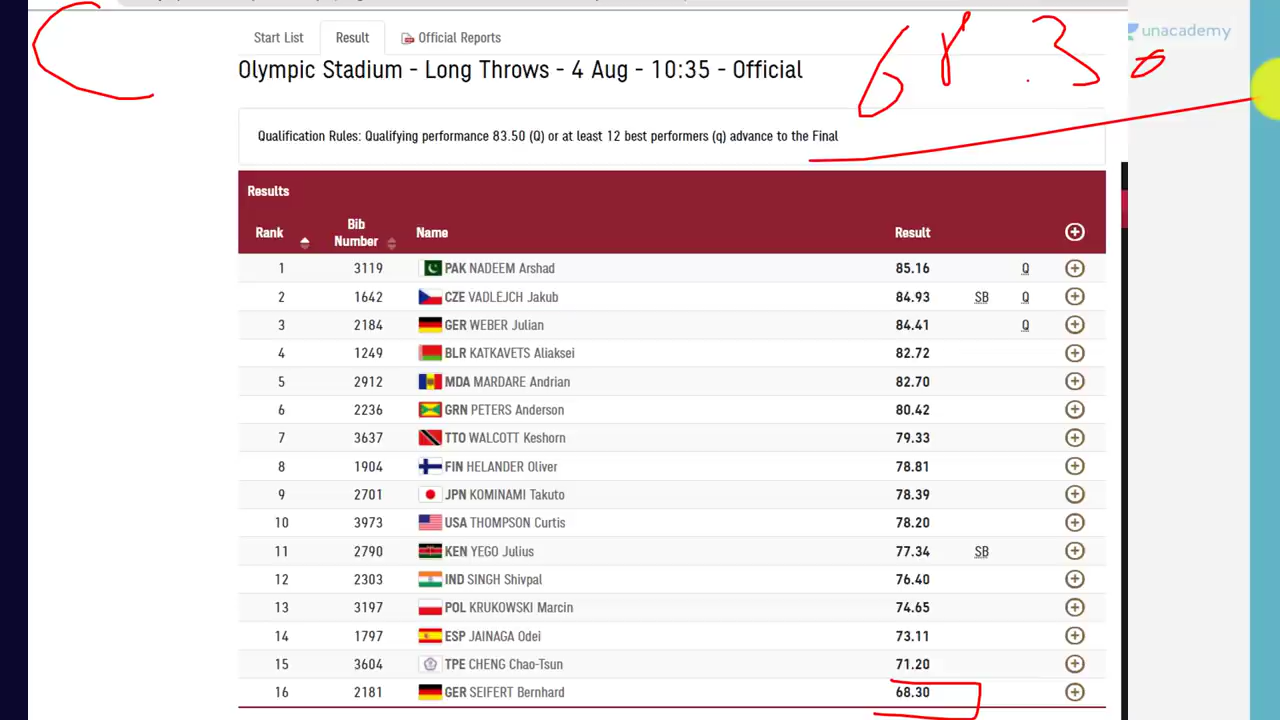 Start List Result Official Reports
unacademy
68.30
Olympic Stadium - Long Throws - 4 Aug - 10:35 - Official
Qualification Rules: Qualifying performance 83.50 (Q) or at least 12 best performers (q) advance to the Final
Results
Rank Bib Number Name Result
1 3119 PAK NADEEM Arshad 85.16 Q
2 1642 CZE VADLEJCH Jakub 84.93 SB Q
3 2184 GER WEBER Julian 84.41 Q
4 1249 BLR KATKAVETS Aliaksei 82.72
5 2912 MDA MARDARE Andrian 82.70
6 2236 GRN PETERS Anderson 80.42
7 3637 TTO WALCOTT Keshorn 79.33
8 1904 FIN HELANDER Oliver 78.81
9 2701 JPN KOMINAMI Takuto 78.39
10 3973 USA THOMPSON Curtis 78.20
11 2790 KEN YEGO Julius 77.34 SB
12 2303 IND SINGH Shivpal 76.40
13 3197 POL KRUKOWSKI Marcin 74.65
14 1797 ESP JAINAGA Odei 73.11
15 3604 TPE CHENG Chao-Tsun 71.20
16 2181 GER SEIFERT Bernhard 68.30